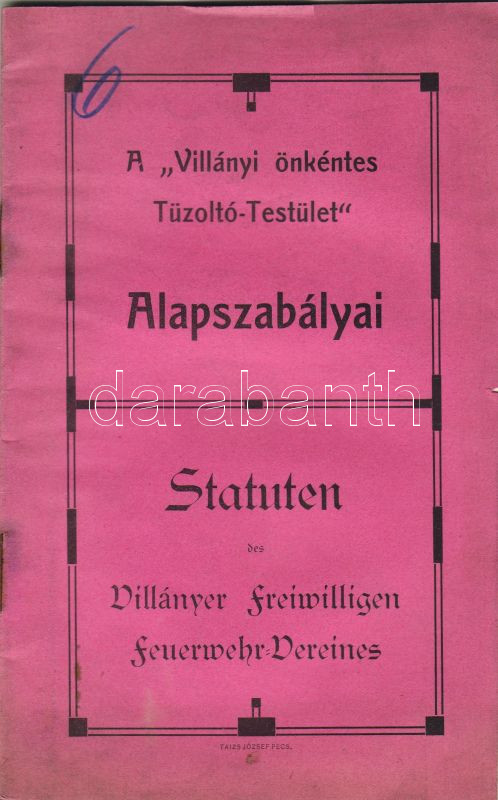 6
A „Villányi önkéntes
Tüzoltó-Testület“
Alapszabályai
darabanth
Statuten
des
Villányer Freiwilligen
Feuerwehr-Vereines
TAIZS JÓZSEF PÉCS.